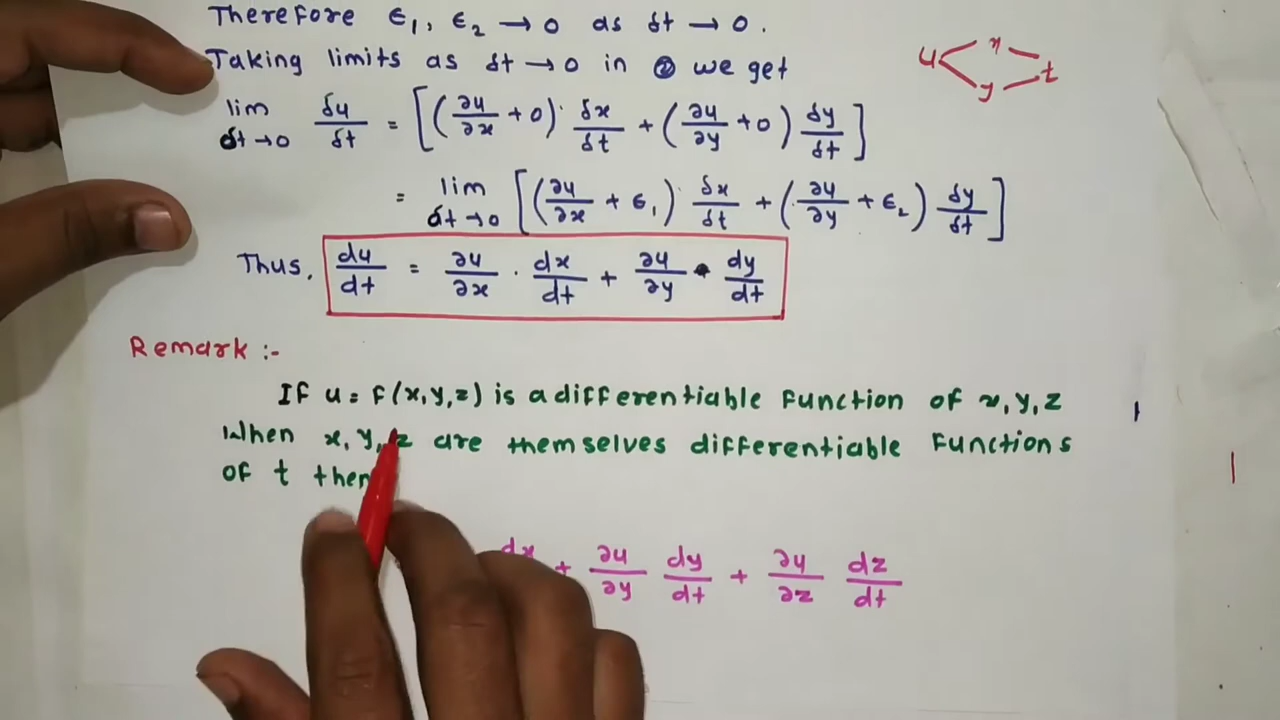 Therefore ϵ₁, ϵ₂ → 0 as δt → 0.
Taking limits as δt → 0 in ② we get
lim δt→0 δu/δt = [(∂u/∂x + 0) · δx/δt + (∂u/∂y + 0) δy/δt]
= lim δt→0 [(∂u/∂x + ϵ₁) · δx/δt + (∂u/∂y + ϵ₂) δy/δt]
Thus, du/dt = ∂u/∂x · dx/dt + ∂u/∂y • dy/dt
Remark :-
If u = f(x,y,z) is a differentiable function of x,y,z
When x, y, z are themselves differentiable functions
of t then
dx + ∂u/∂y dy/dt + ∂u/∂z dz/dt
u x y t